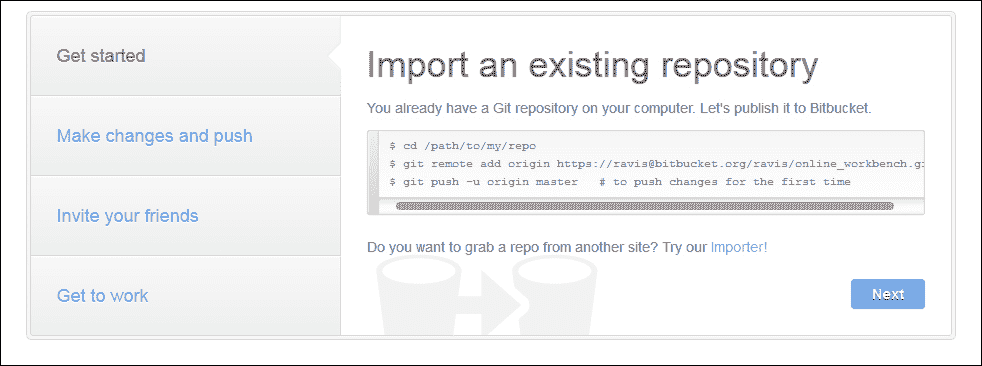 Get started
Make changes and push
Invite your friends
Get to work
Import an existing repository
You already have a Git repository on your computer. Let's publish it to Bitbucket.
$ cd /path/to/my/repo
$ git remote add origin https://ravis@bitbucket.org/ravis/online_workbench.g
$ git push -u origin master # to push changes for the first time
Do you want to grab a repo from another site? Try our Importer!
Next